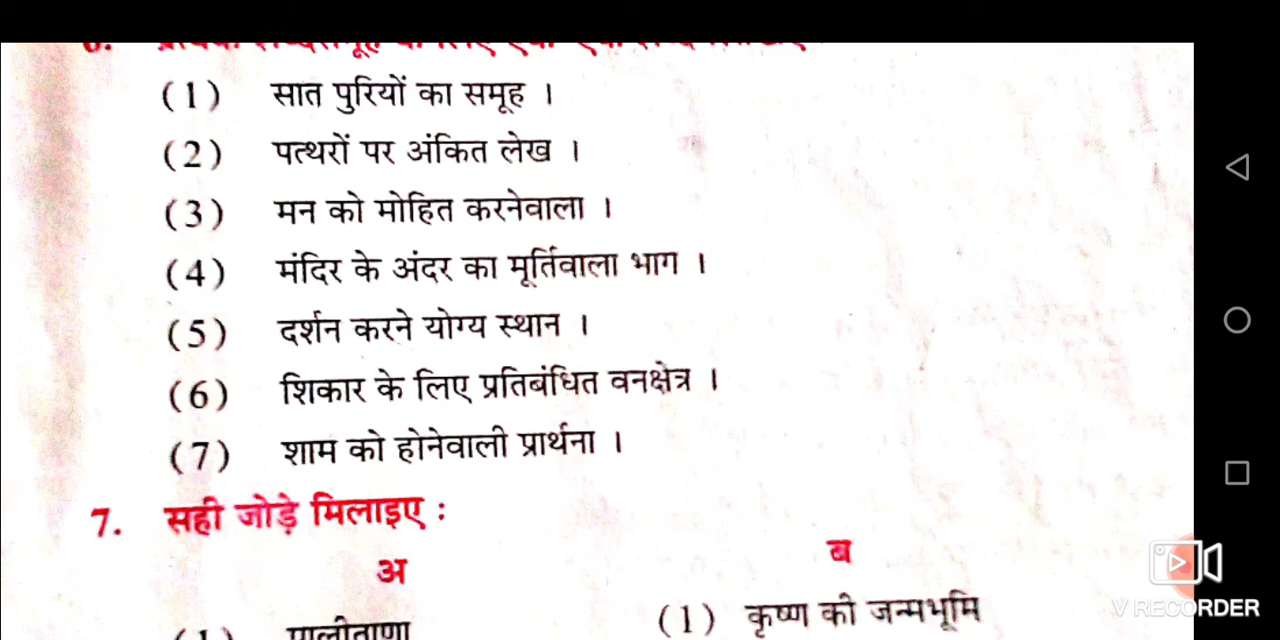 (1) सात पुरियों का समूह ।
(2) पत्थरों पर अंकित लेख ।
(3) मन को मोहित करनेवाला ।
(4) मंदिर के अंदर का मूर्तिवाला भाग ।
(5) दर्शन करने योग्य स्थान ।
(6) शिकार के लिए प्रतिबंधित वनक्षेत्र ।
(7) शाम को होनेवाली प्रार्थना ।
7. सही जोड़े मिलाइए :
अ ब
(1) पालीताणा (1) कृष्ण की जन्मभूमि
V RECORDER